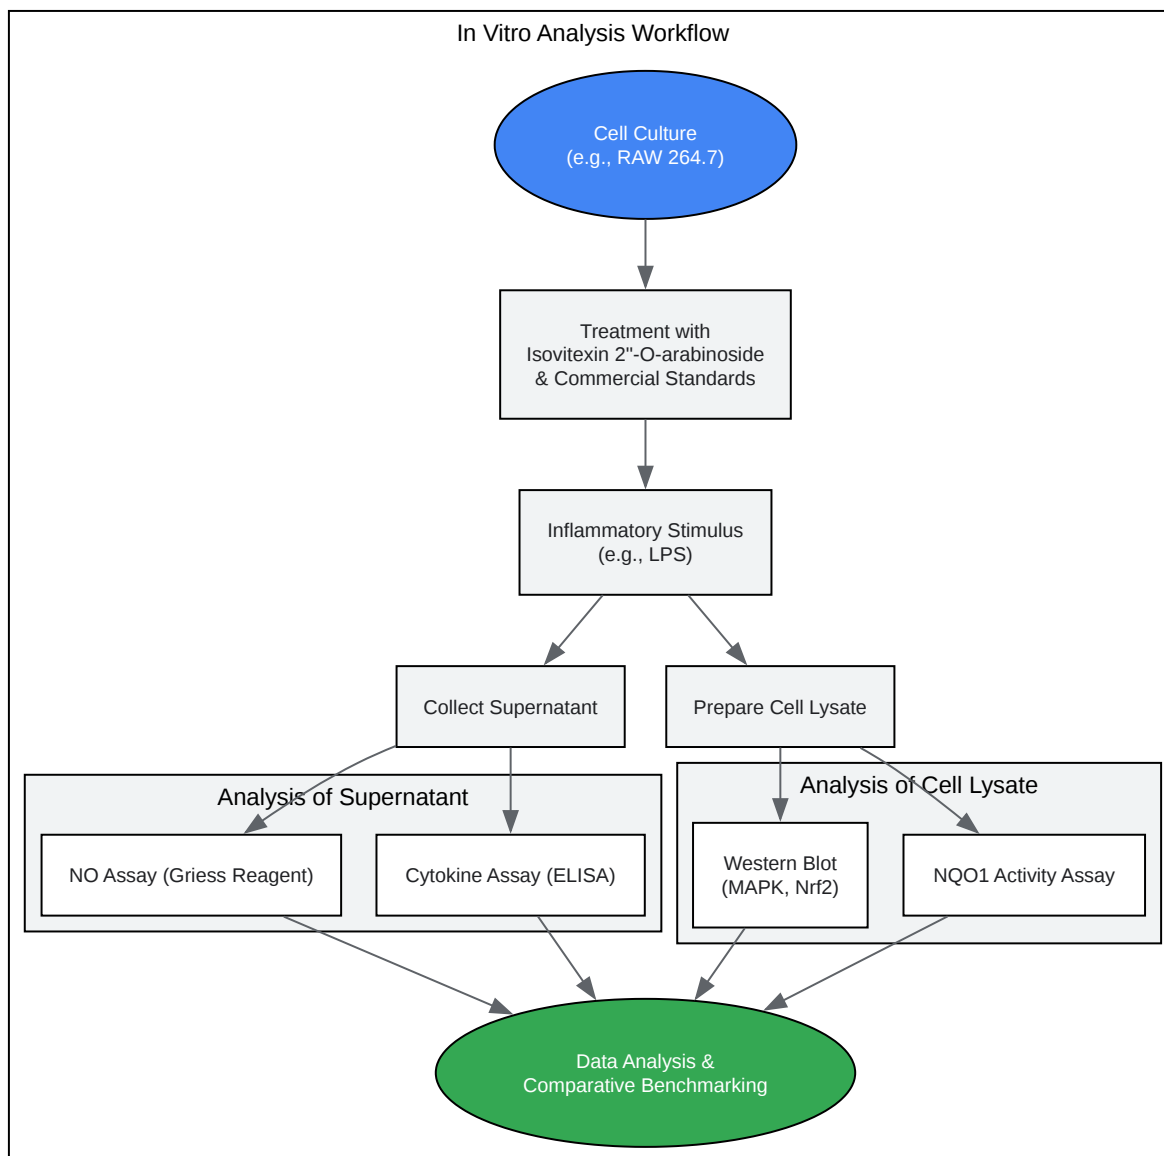 In Vitro Analysis Workflow
Cell Culture
(e.g., RAW 264.7)
Treatment with
Isovitexin 2"-O-arabinoside
& Commercial Standards
Inflammatory Stimulus
(e.g., LPS)
Collect Supernatant
Prepare Cell Lysate
Analysis of Supernatant
NO Assay (Griess Reagent)
Cytokine Assay (ELISA)
Analysis of Cell Lysate
Western Blot
(MAPK, Nrf2)
NQO1 Activity Assay
Data Analysis &
Comparative Benchmarking